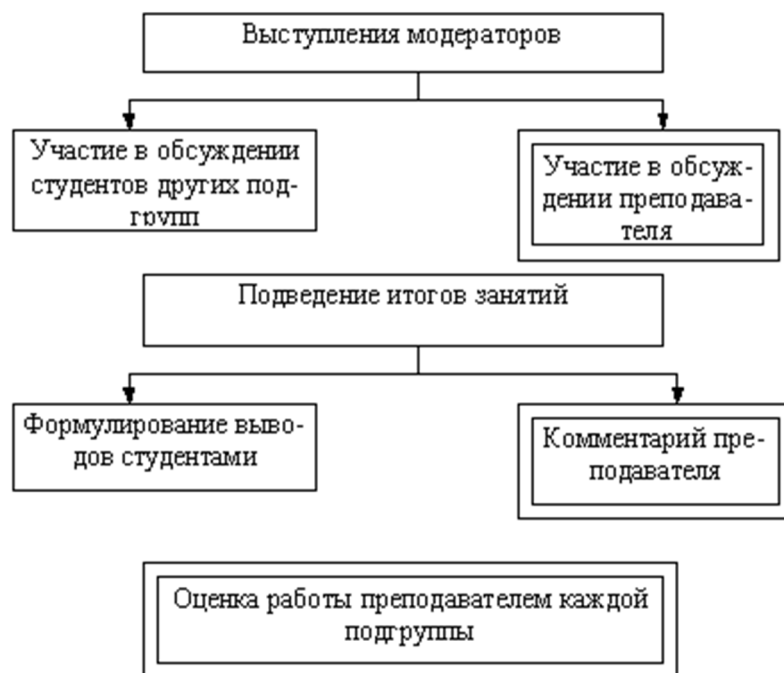 Выступления модераторов
Участие в обсуждении
студентов других под-
групп
Участие в обсуж-
дении преподава-
теля
Подведение итогов занятий
Формулирование выво-
дов студентами
Комментарий пре-
подавателя
Оценка работы преподавателем каждой
подгруппы